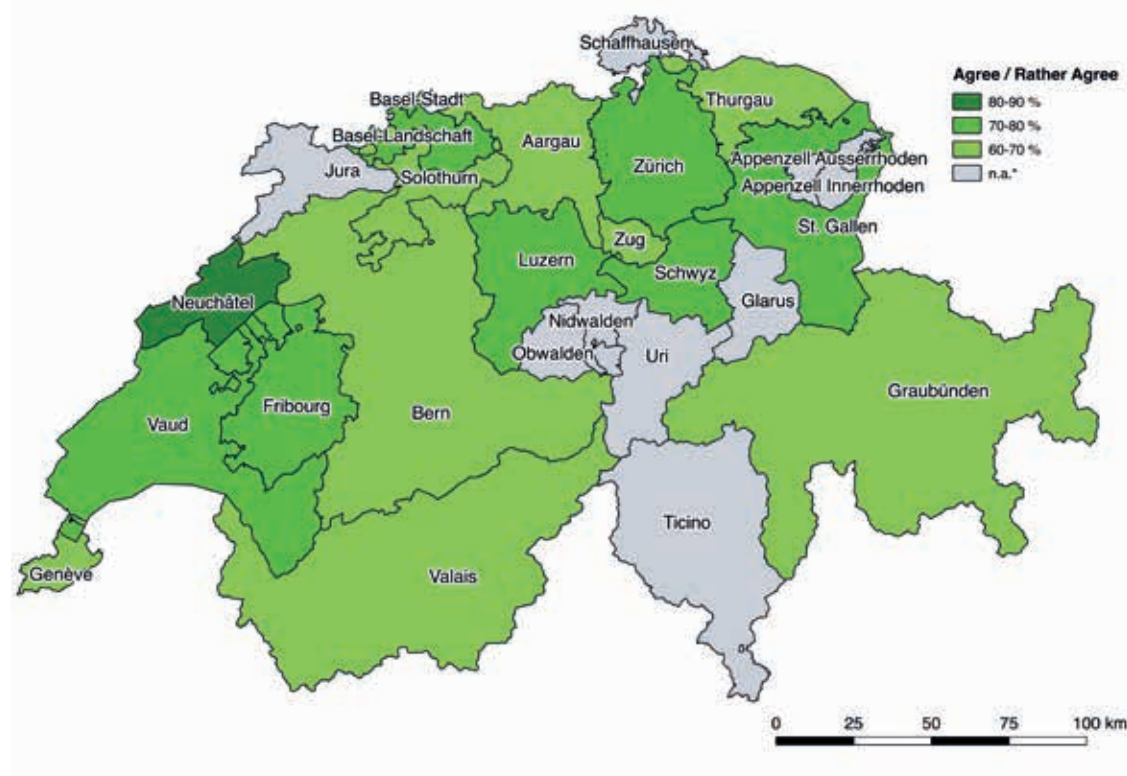 Schaffhausen
Agree / Rather Agree
80-90 %
70-80 %
60-70 %
n.a.*
Basel-Stadt
Thurgau
Basel-Landschaft
Aargau
Appenzell Ausserrhoden
Jura
Solothurn
Zürich
Appenzell Innerrhoden
St. Gallen
Zug
Luzern
Schwyz
Neuchâtel
Glarus
Nidwalden
Obwalden
Uri
Graubünden
Fribourg
Bern
Vaud
Ticino
Genève
Valais
0 25 50 75 100 km